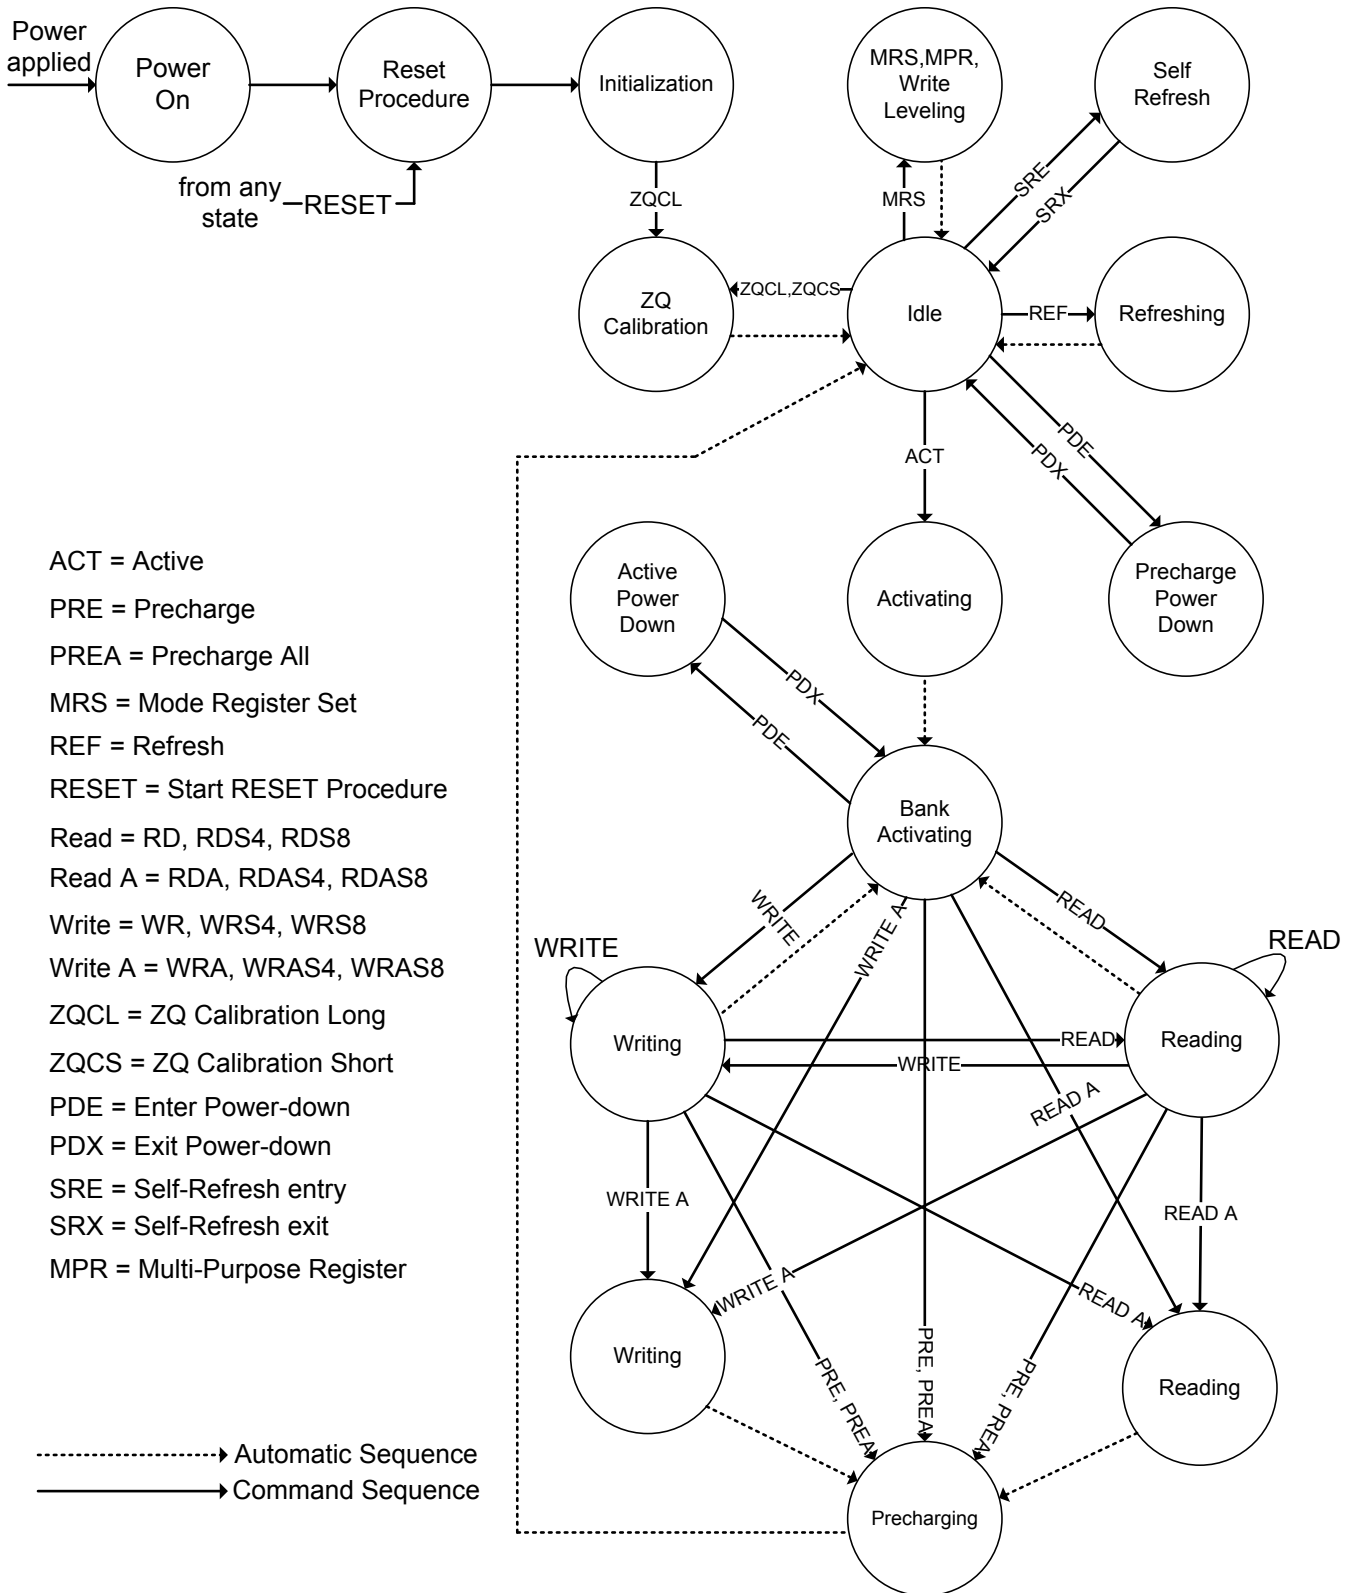 Power
applied
Power
On
Reset
Procedure
Initialization
MRS,MPR,
Write
Leveling
Self
Refresh
from any
state
RESET
ZQCL
MRS
SRE
SRX
ZQ
Calibration
ZQCL,ZQCS
Idle
REF
Refreshing
ACT
PDE
PDX
Active
Power
Down
Activating
Precharge
Power
Down
PDX
PDE
Bank
Activating
WRITE
WRITE A
READ
WRITE
READ
Writing
READ
WRITE
Reading
READ A
WRITE A
READ A
WRITE A
READ A
Writing
PRE, PREA
PRE, PREA
PRE, PREA
Reading
Precharging
ACT = Active
PRE = Precharge
PREA = Precharge All
MRS = Mode Register Set
REF = Refresh
RESET = Start RESET Procedure
Read = RD, RDS4, RDS8
Read A = RDA, RDAS4, RDAS8
Write = WR, WRS4, WRS8
Write A = WRA, WRAS4, WRAS8
ZQCL = ZQ Calibration Long
ZQCS = ZQ Calibration Short
PDE = Enter Power-down
PDX = Exit Power-down
SRE = Self-Refresh entry
SRX = Self-Refresh exit
MPR = Multi-Purpose Register
Automatic Sequence
Command Sequence